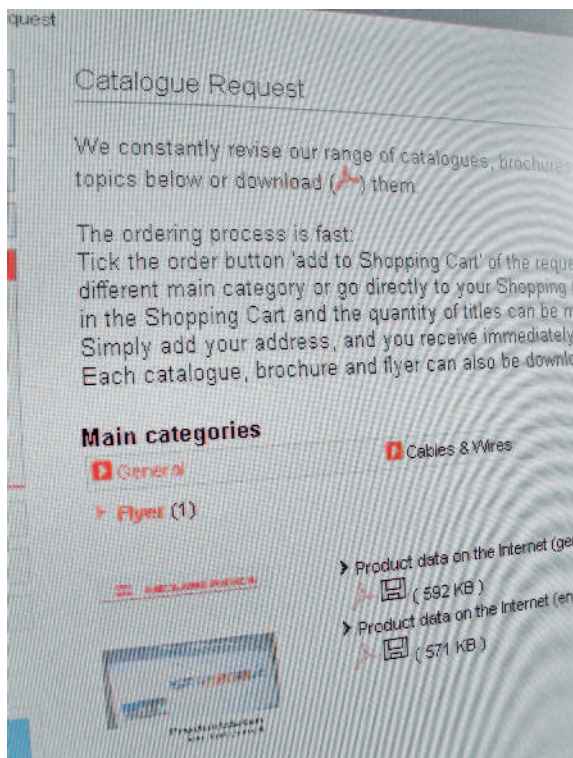 quest
Catalogue Request
We constantly revise our range of catalogues, brochures
topics below or download ( ) them.
The ordering process is fast:
Tick the order button 'add to Shopping Cart' of the reque
different main category or go directly to your Shopping
in the Shopping Cart and the quantity of titles can be m
Simply add your address, and you receive immediately
Each catalogue, brochure and flyer can also be downlo
Main categories
General
Cables & Wires
Flyer (1)
Product data on the Internet (ger
( 592 KB )
Product data on the Internet (en
( 571 KB )
Produktdaten